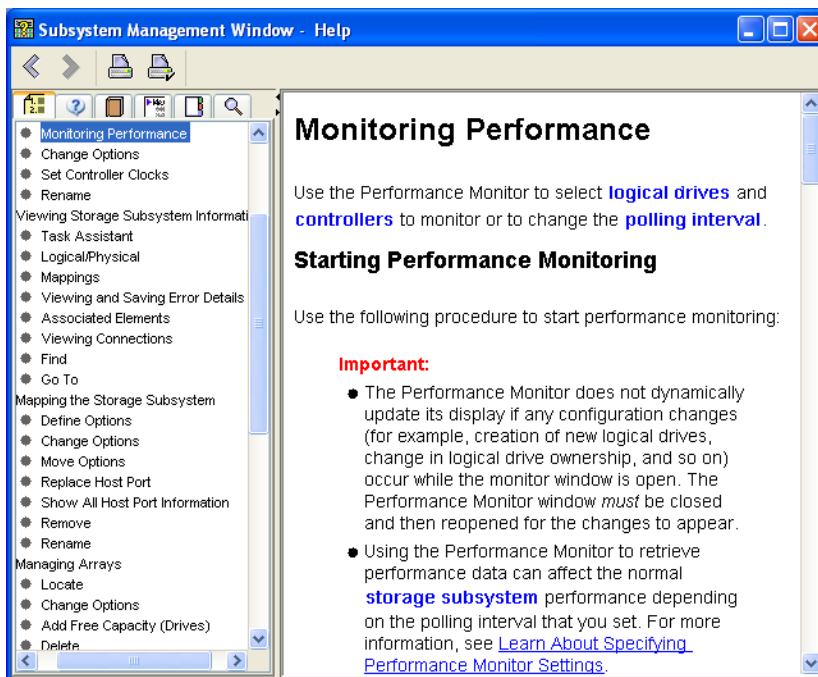 Subsystem Management Window - Help
Monitoring Performance
Change Options
Set Controller Clocks
Rename
Viewing Storage Subsystem Informati
Task Assistant
Logical/Physical
Mappings
Viewing and Saving Error Details
Associated Elements
Viewing Connections
Find
Go To
Mapping the Storage Subsystem
Define Options
Change Options
Move Options
Replace Host Port
Show All Host Port Information
Remove
Rename
Managing Arrays
Locate
Change Options
Add Free Capacity (Drives)
Delete
Monitoring Performance
Use the Performance Monitor to select logical drives and
controllers to monitor or to change the polling interval.
Starting Performance Monitoring
Use the following procedure to start performance monitoring:
Important:
The Performance Monitor does not dynamically
update its display if any configuration changes
(for example, creation of new logical drives,
change in logical drive ownership, and so on)
occur while the monitor window is open. The
Performance Monitor window must be closed
and then reopened for the changes to appear.
Using the Performance Monitor to retrieve
performance data can affect the normal
storage subsystem performance depending
on the polling interval that you set. For more
information, see Learn About Specifying
Performance Monitor Settings.